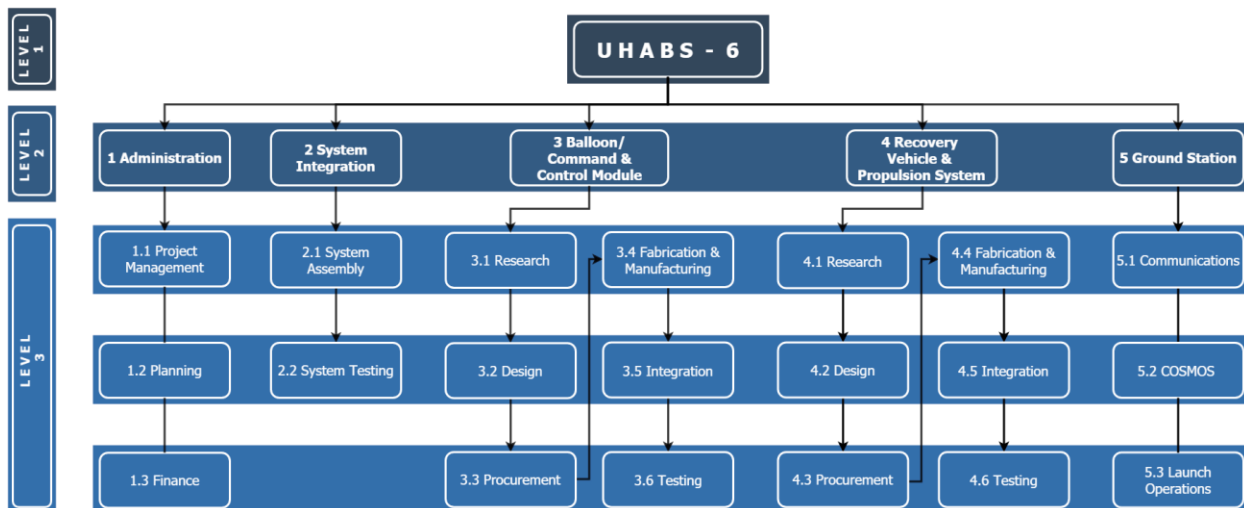 LEVEL 1
UHABS - 6
LEVEL 2
1 Administration
2 System
Integration
3 Balloon/
Command &
Control Module
4 Recovery
Vehicle &
Propulsion System
5 Ground Station
LEVEL 3
1.1 Project
Management
2.1 System
Assembly
3.1 Research
3.4 Fabrication &
Manufacturing
4.1 Research
4.4 Fabrication &
Manufacturing
5.1 Communications
1.2 Planning
2.2 System Testing
3.2 Design
3.5 Integration
4.2 Design
4.5 Integration
5.2 COSMOS
1.3 Finance
3.3 Procurement
3.6 Testing
4.3 Procurement
4.6 Testing
5.3 Launch
Operations